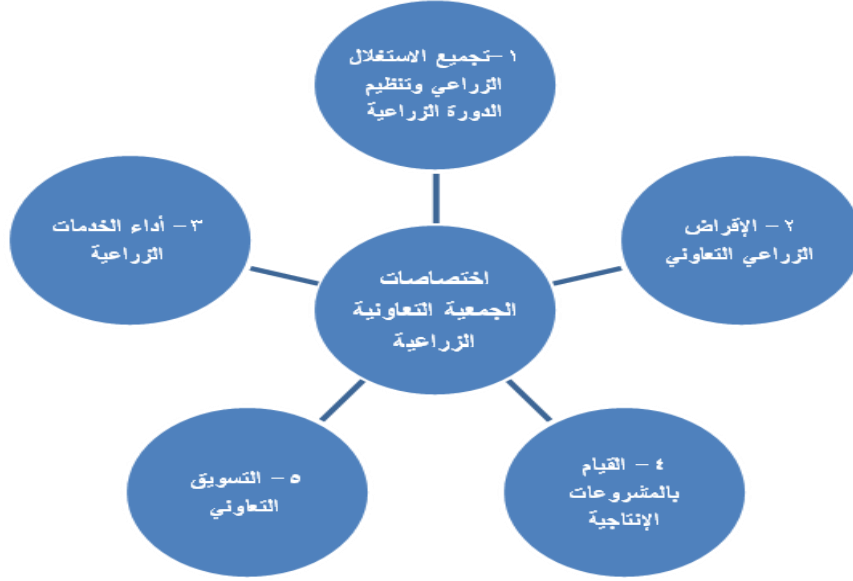 ١ –تجميع الاستغلال
الزراعي وتنظيم
الدورة الزراعية
٢ – الإقراض
الزراعي التعاوني
٣ – أداء الخدمات
الزراعية
اختصاصات
الجمعية التعاونية
الزراعية
٤ – القيام
بالمشروعات
الإنتاجية
٥ – التسويق
التعاوني